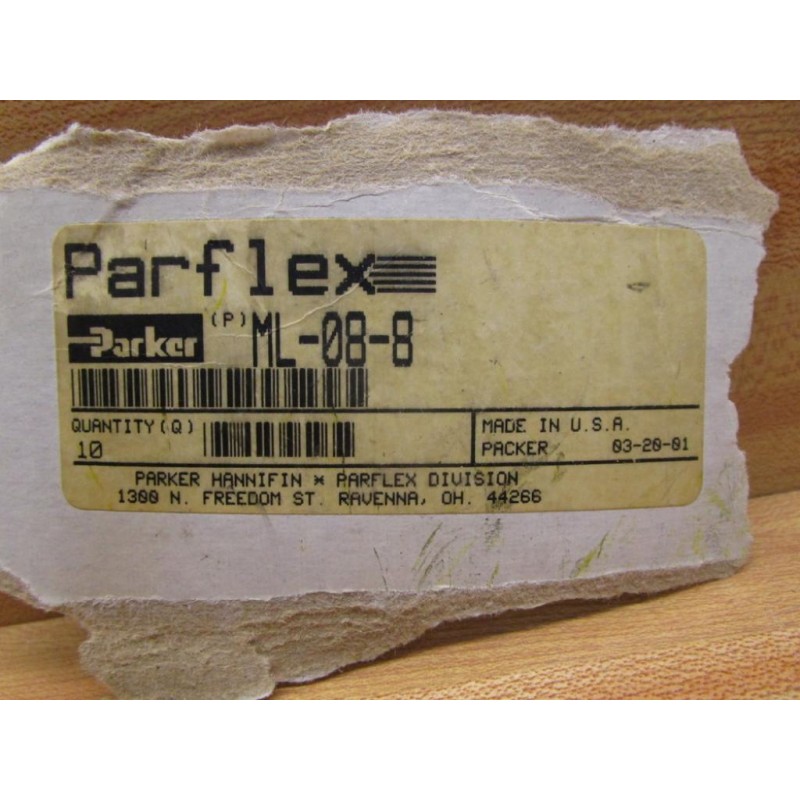 Parflex
Parker (P) ML-08-8
QUANTITY (Q)
10
MADE IN U.S.A.
PACKER 03-20-01
PARKER HANNIFIN * PARFLEX DIVISION
1300 N. FREEDOM ST. RAVENNA, OH. 44266